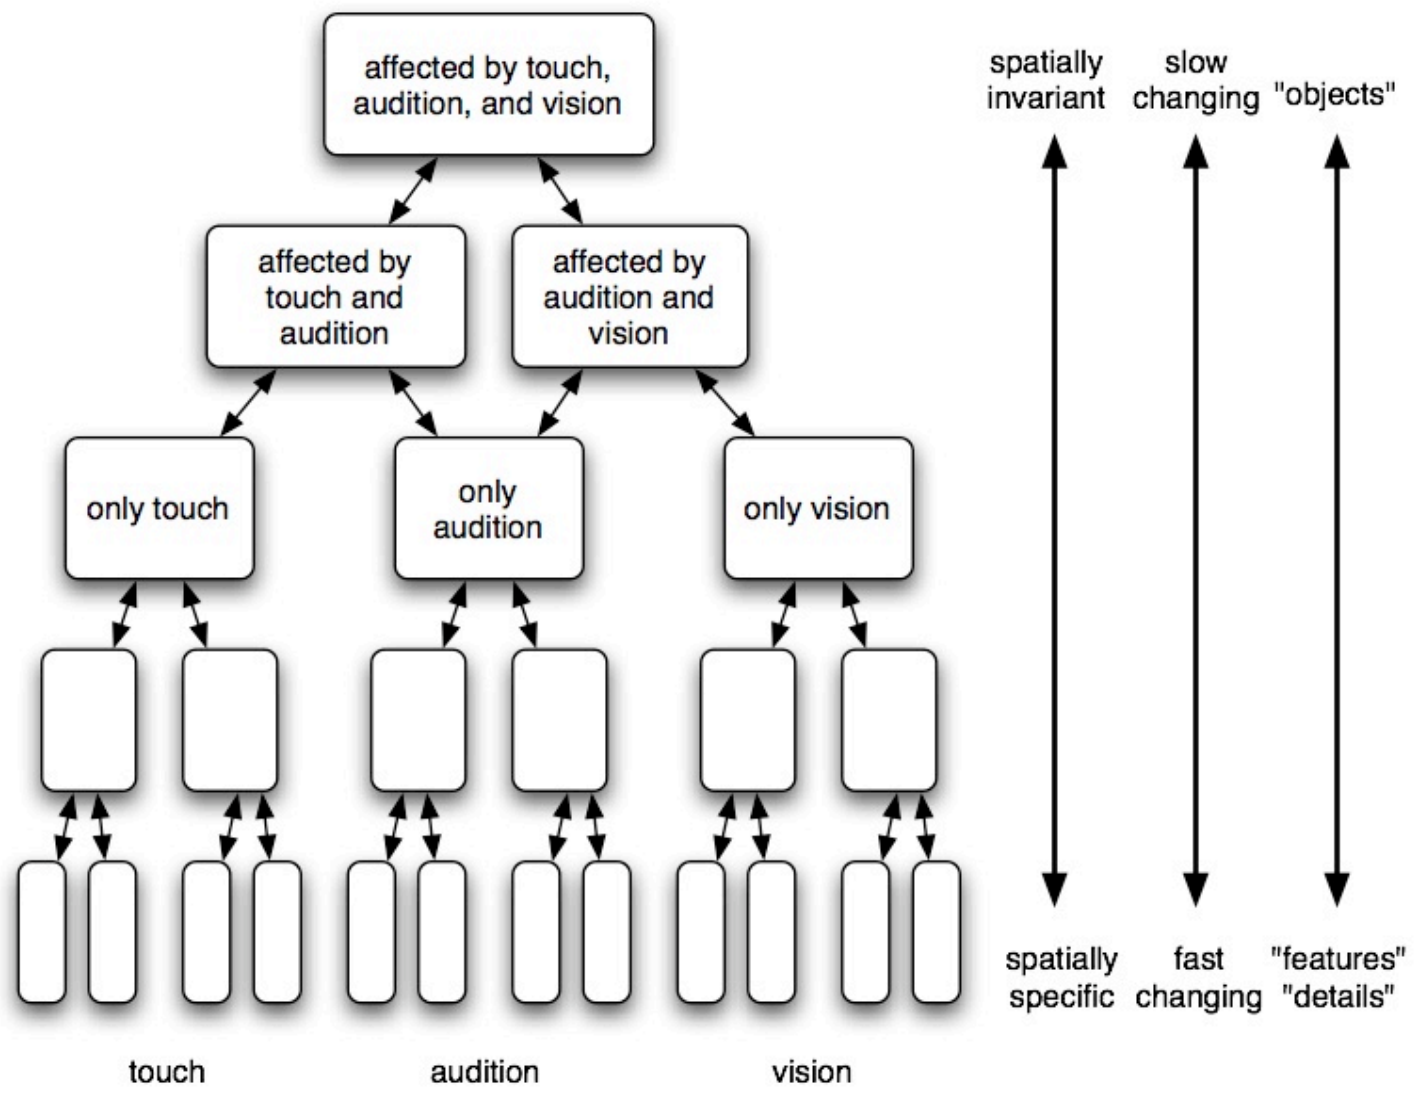 affected by touch,
audition, and vision
spatially
invariant
slow
changing
"objects"
affected by
touch and
audition
affected by
audition and
vision
only touch
only
audition
only vision
spatially
specific
fast
changing
"features"
"details"
touch
audition
vision